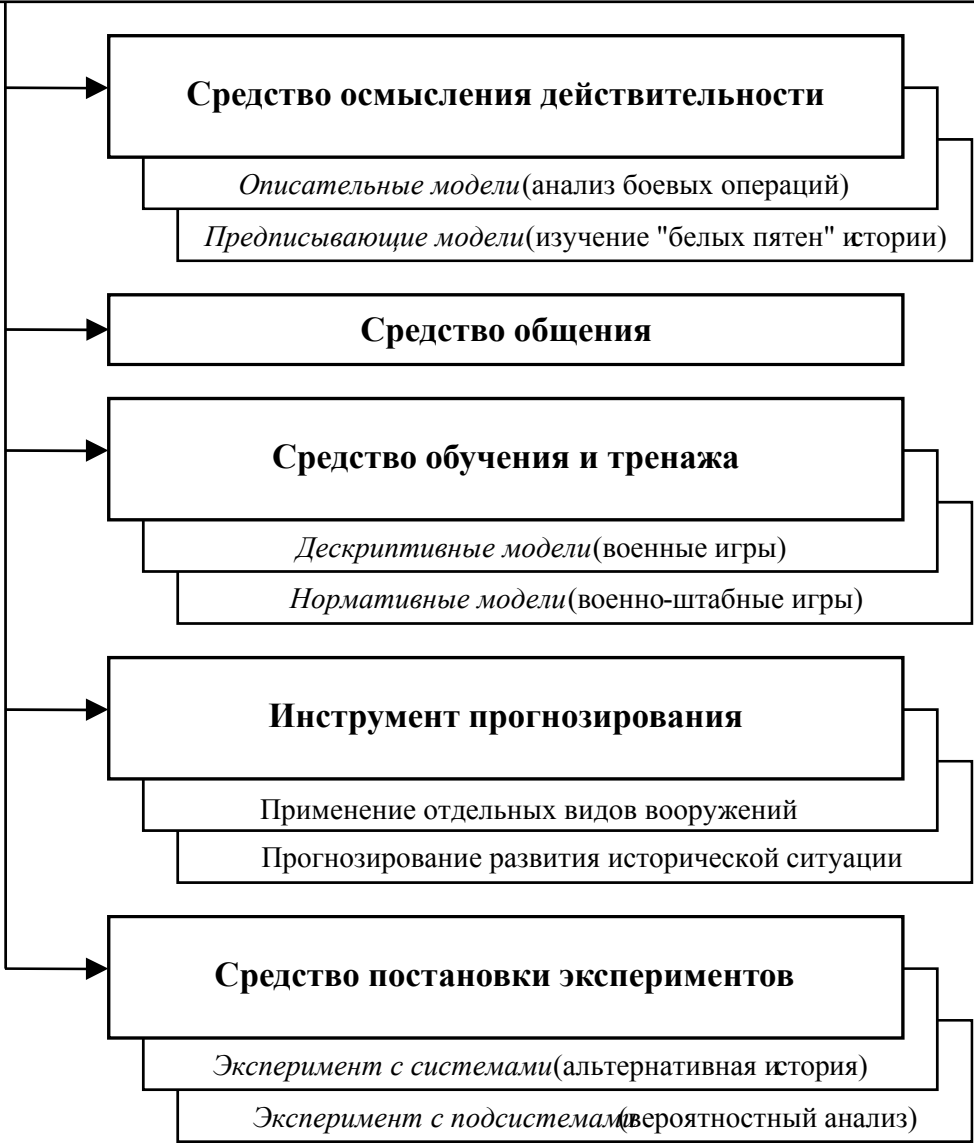 Средство осмысления действительности
Описательные модели(анализ боевых операций)
Предписывающие модели(изучение "белых пятен" истории)
Средство общения
Средство обучения и тренажа
Дескриптивные модели(военные игры)
Нормативные модели(военно-штабные игры)
Инструмент прогнозирования
Применение отдельных видов вооружений
Прогнозирование развития исторической ситуации
Средство постановки экспериментов
Эксперимент с системами(альтернативная история)
Эксперимент с подсистемами(вероятностный анализ)